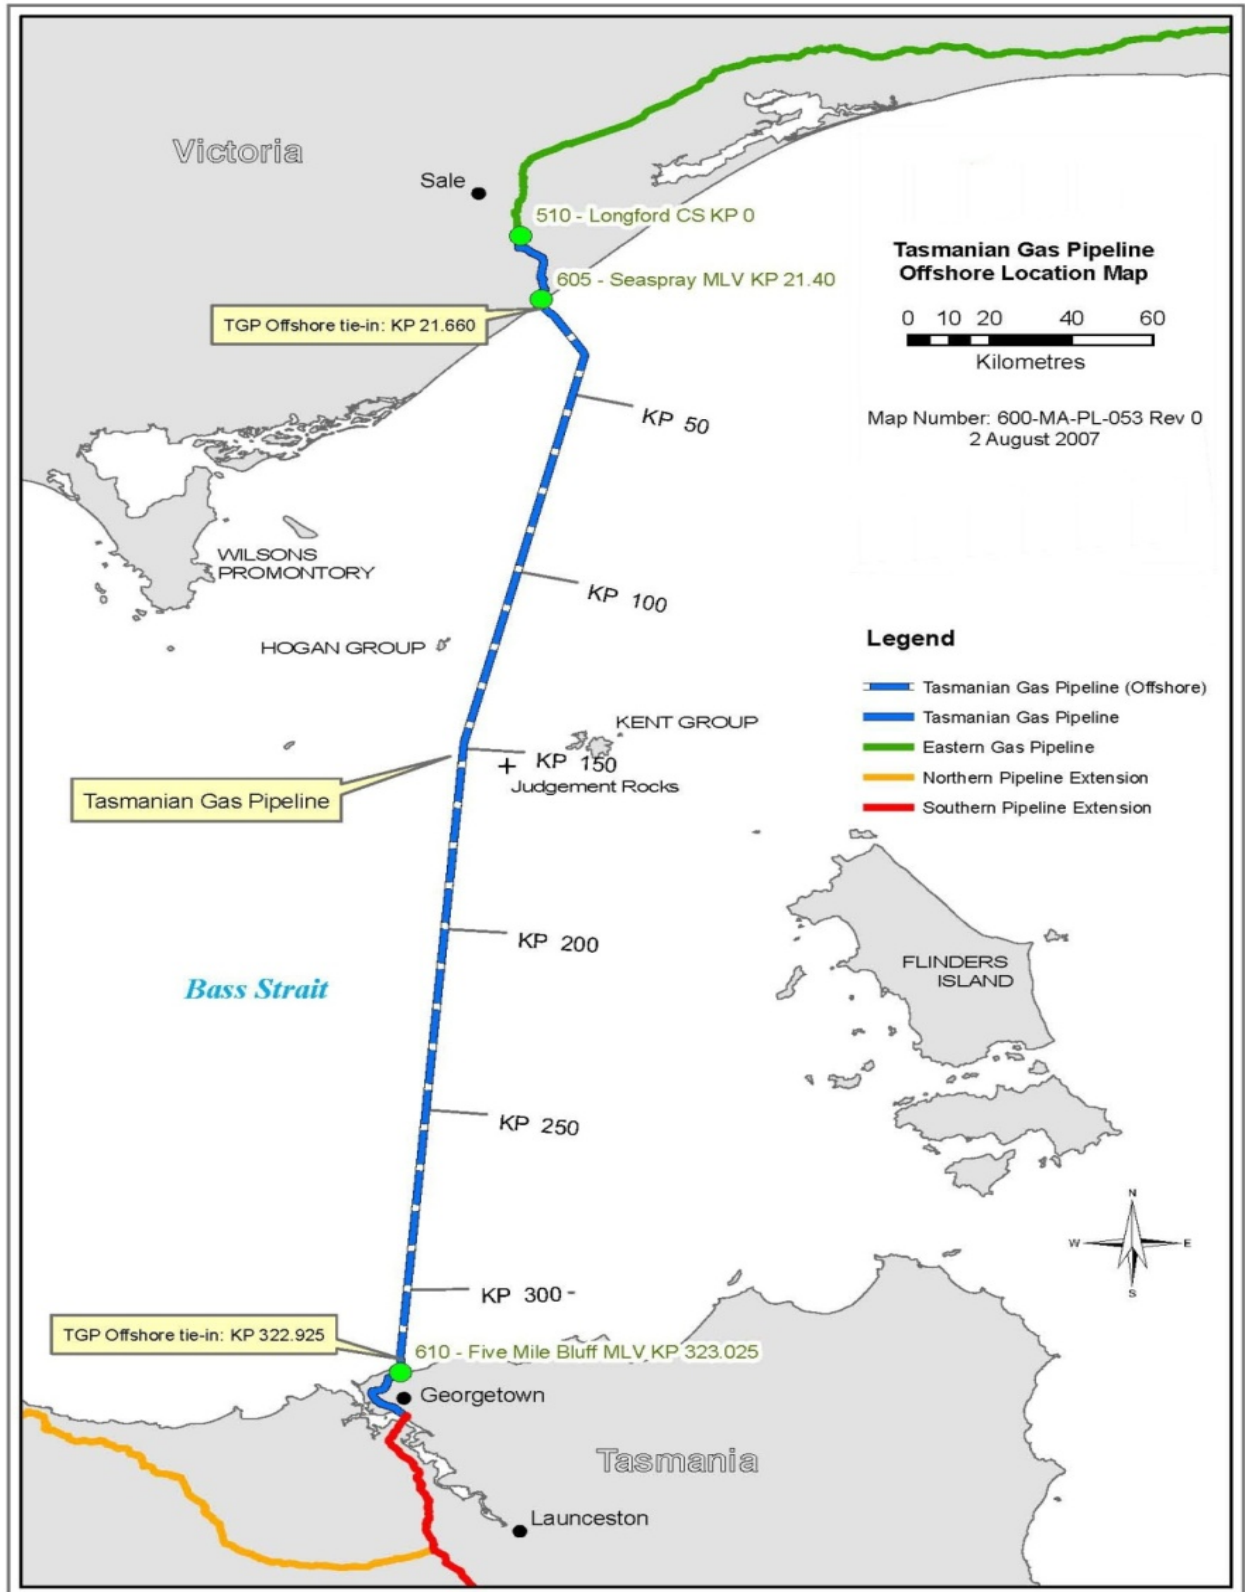 Victoria
Sale
510 - Longford CS KP 0
605 - Seaspray MLV KP 21.40
TGP Offshore tie-in: KP 21.660
Tasmanian Gas Pipeline
Offshore Location Map
0 10 20 40 60
Kilometres
Map Number: 600-MA-PL-053 Rev 0
2 August 2007
KP 50
WILSONS
PROMONTORY
KP 100
HOGAN GROUP
Legend
Tasmanian Gas Pipeline (Offshore)
Tasmanian Gas Pipeline
Eastern Gas Pipeline
Northern Pipeline Extension
Southern Pipeline Extension
KENT GROUP
KP 150
Judgement Rocks
Tasmanian Gas Pipeline
KP 200
FLINDERS
ISLAND
Bass Strait
KP 250
N
W E
S
KP 300 -
TGP Offshore tie-in: KP 322.925
610 - Five Mile Bluff MLV KP 323.025
Georgetown
Tasmania
Launceston